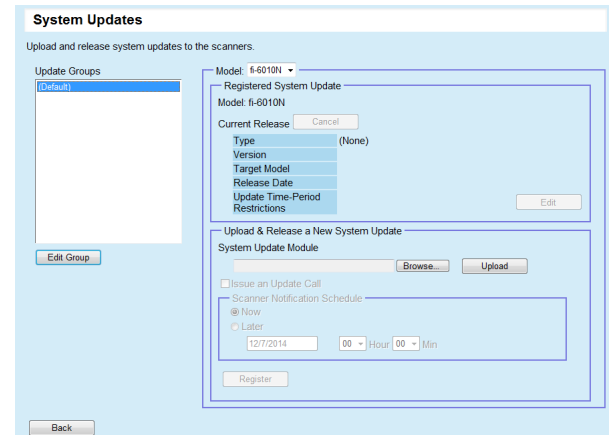 System Updates
Upload and release system updates to the scanners.
Update Groups
(Default)
Edit Group
Model: fi-6010N
Registered System Update
Model: fi-6010N
Current Release Cancel
Type (None)
Version
Target Model
Release Date
Update Time-Period
Restrictions
Edit
Upload & Release a New System Update
System Update Module
Browse... Upload
Issue an Update Call
Scanner Notification Schedule
Now
Later
12/7/2014 00 Hour 00 Min
Register
Back